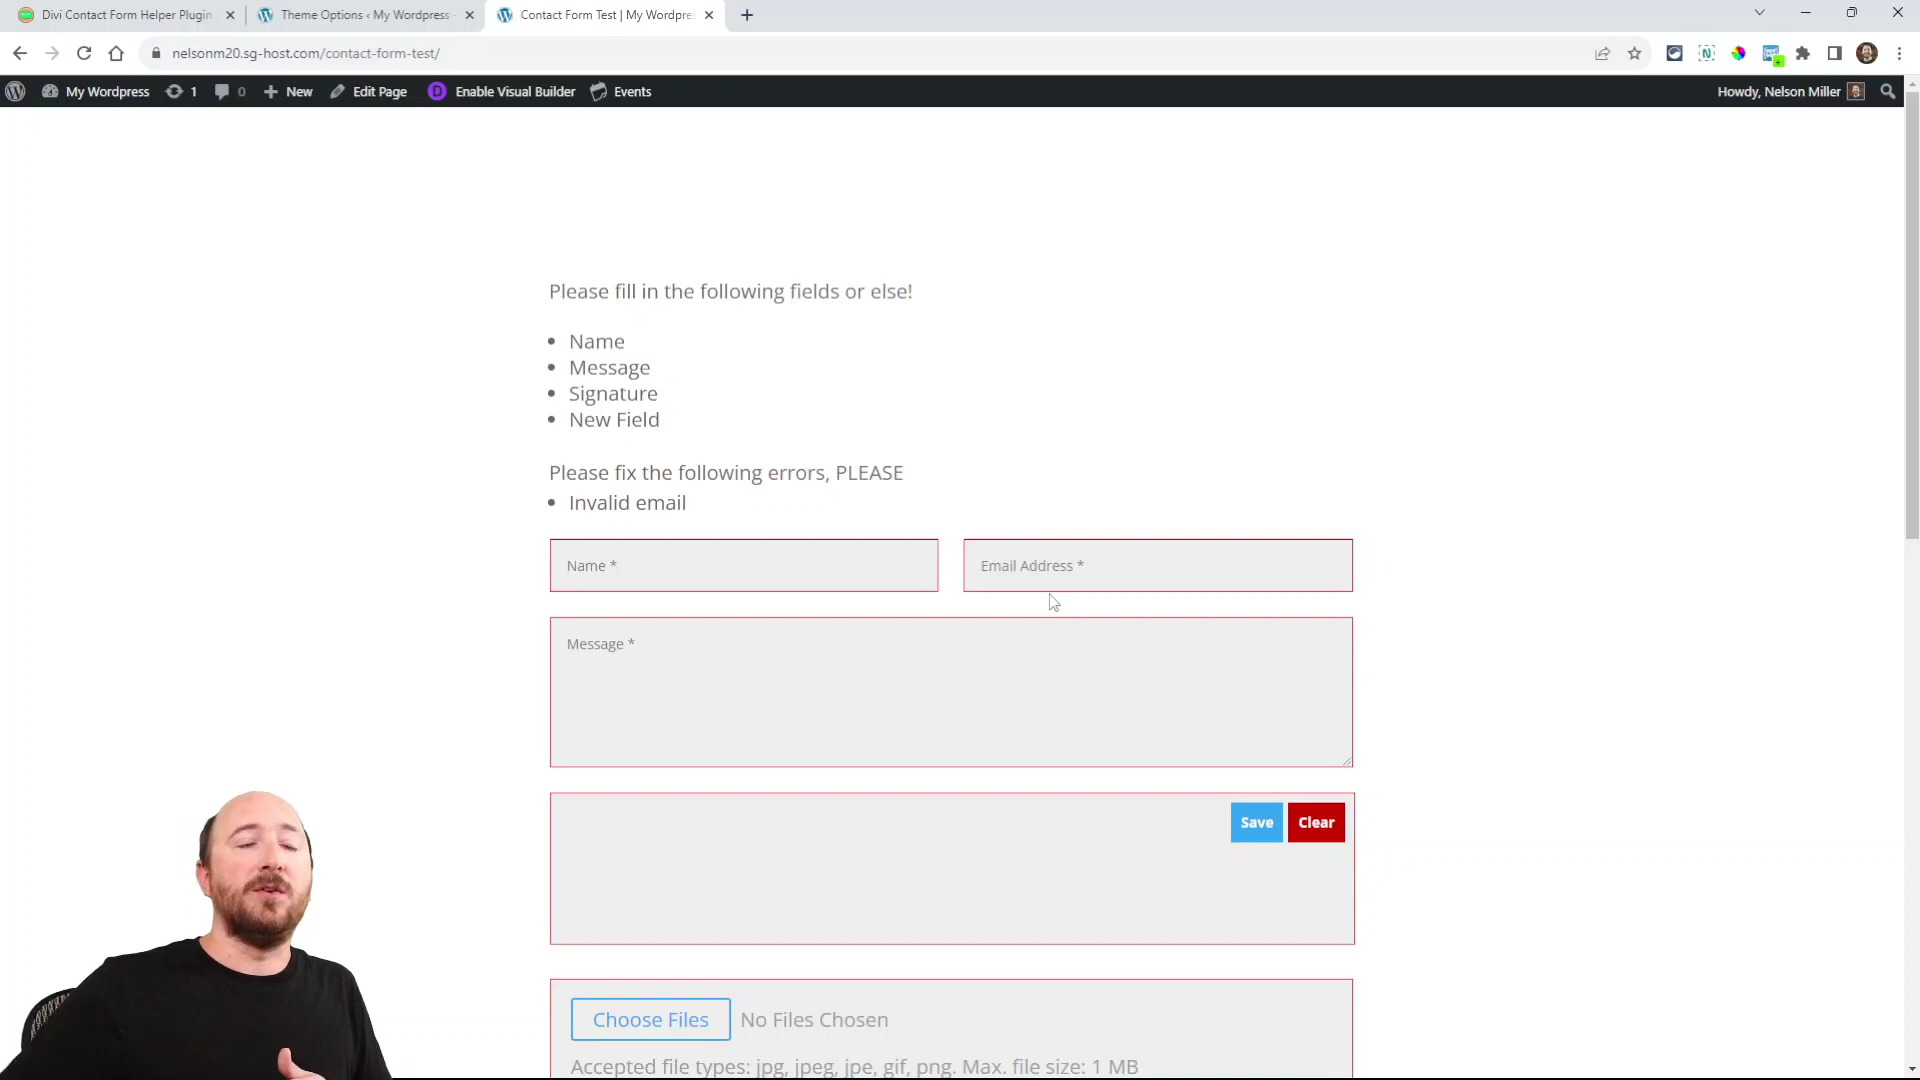 Divi Contact Form Helper Plugin
Theme Options ‹ My Wordpress -
Contact Form Test | My Wordpre
nelsonm20.sg-host.com/contact-form-test/
My Wordpress 1 0 New Edit Page Enable Visual Builder Events
Howdy, Nelson Miller
Please fill in the following fields or else!
Name
Message
Signature
New Field
Please fix the following errors, PLEASE
Invalid email
Name *
Email Address *
Message *
Save Clear
Choose Files No Files Chosen
Accepted file types: jpg, jpeg, jpe, gif, png. Max. file size: 1 MB